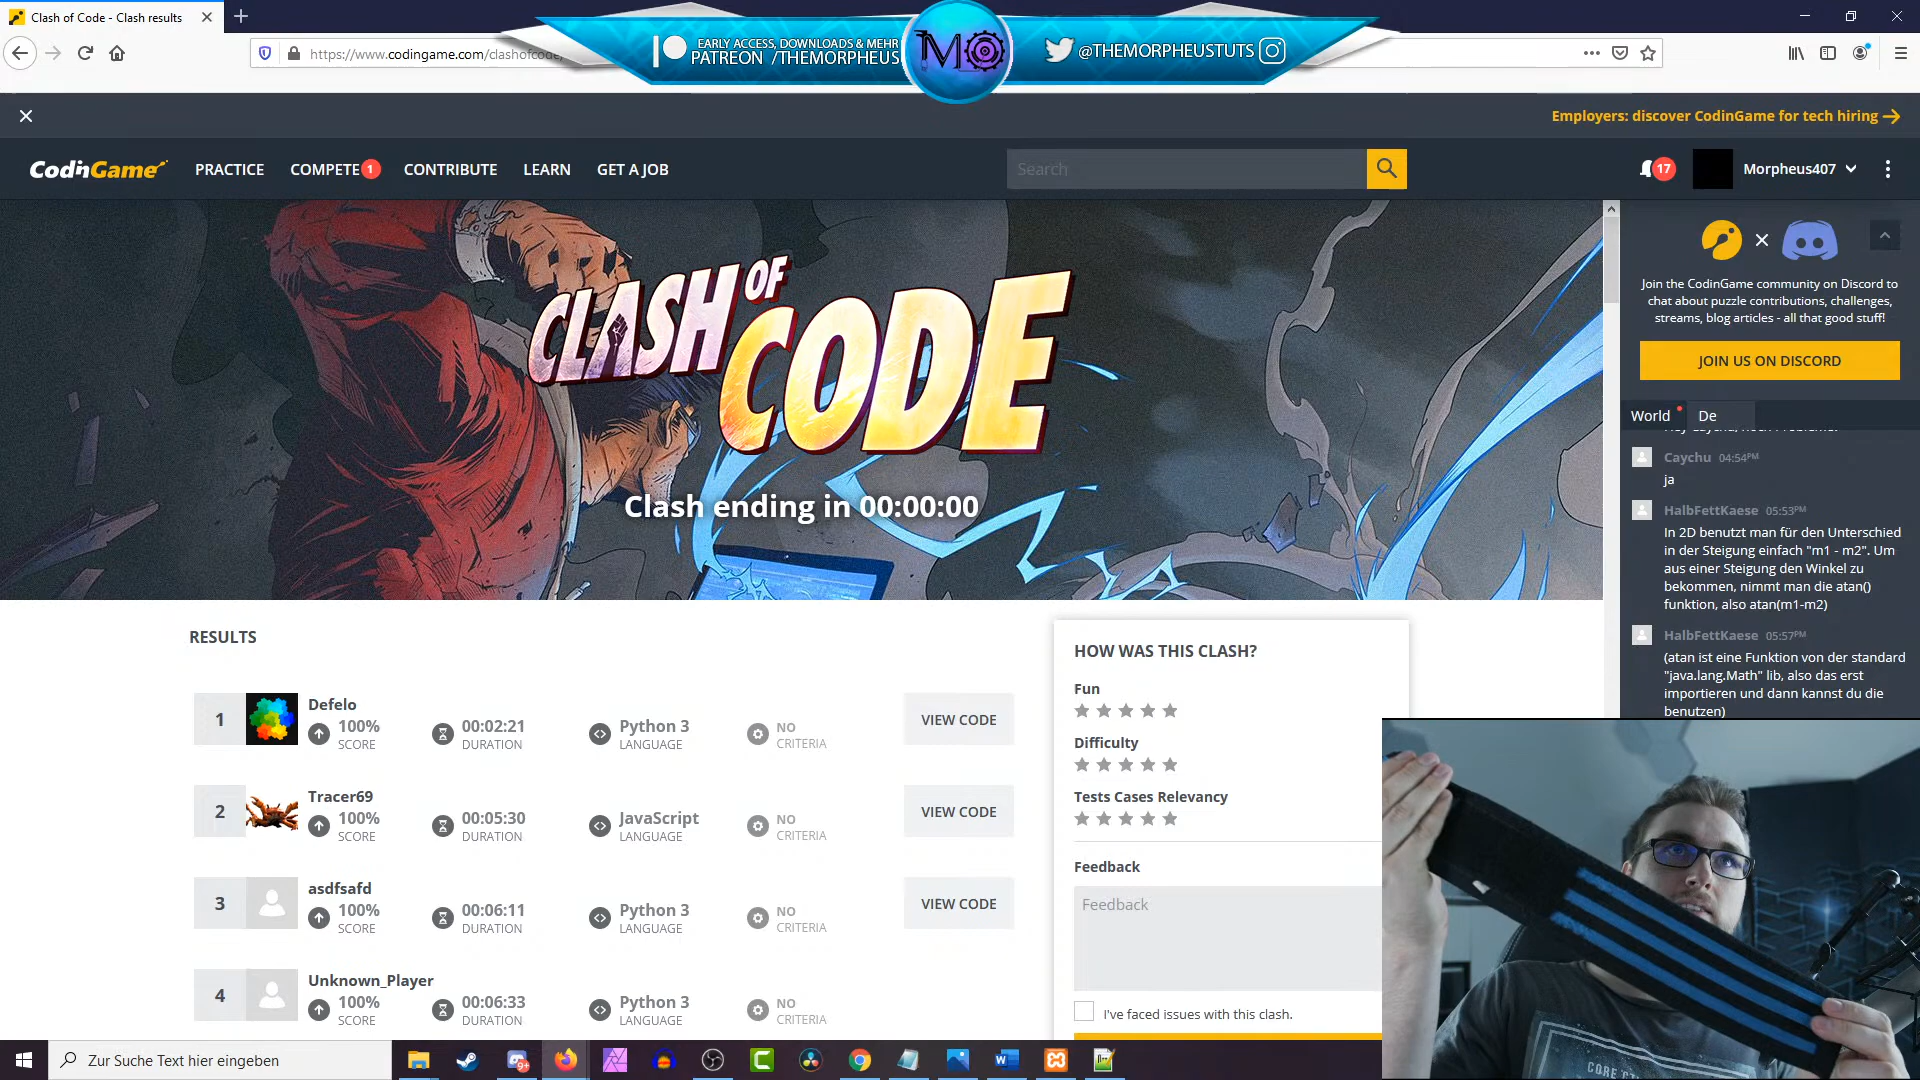 Clash of Code - Clash results
https://www.codingame.com/clashofcode/
EARLY ACCESS, DOWNLOADS & MEHR
PATREON /THEMORPHEUS
MO
@THEMORPHEUSTUTS
Employers: discover CodinGame for tech hiring
CodinGame
PRACTICE
COMPETE 1
CONTRIBUTE
LEARN
GET A JOB
Search
17
Morpheus407
CLASH OF CODE
Clash ending in 00:00:00
Join the CodinGame community on Discord to
chat about puzzle contributions, challenges,
streams, blog articles - all that good stuff!
JOIN US ON DISCORD
World
De
Caychu 04:54PM
ja
HalbFettKaese 05:53PM
In 2D benutzt man für den Unterschied
in der Steigung einfach "m1 - m2". Um
aus einer Steigung den Winkel zu
bekommen, nimmt man die atan()
funktion, also atan(m1-m2)
HalbFettKaese 05:57PM
(atan ist eine Funktion von der standard
"java.lang.Math" lib, also das erst
importieren und dann kannst du die
benutzen)
RESULTS
1
Defelo
100%
SCORE
00:02:21
DURATION
Python 3
LANGUAGE
NO
CRITERIA
VIEW CODE
2
Tracer69
100%
SCORE
00:05:30
DURATION
JavaScript
LANGUAGE
NO
CRITERIA
VIEW CODE
3
asdfsafd
100%
SCORE
00:06:11
DURATION
Python 3
LANGUAGE
NO
CRITERIA
VIEW CODE
4
Unknown_Player
100%
SCORE
00:06:33
DURATION
Python 3
LANGUAGE
NO
CRITERIA
HOW WAS THIS CLASH?
Fun
Difficulty
Tests Cases Relevancy
Feedback
Feedback
I've faced issues with this clash.
Zur Suche Text hier eingeben
9+